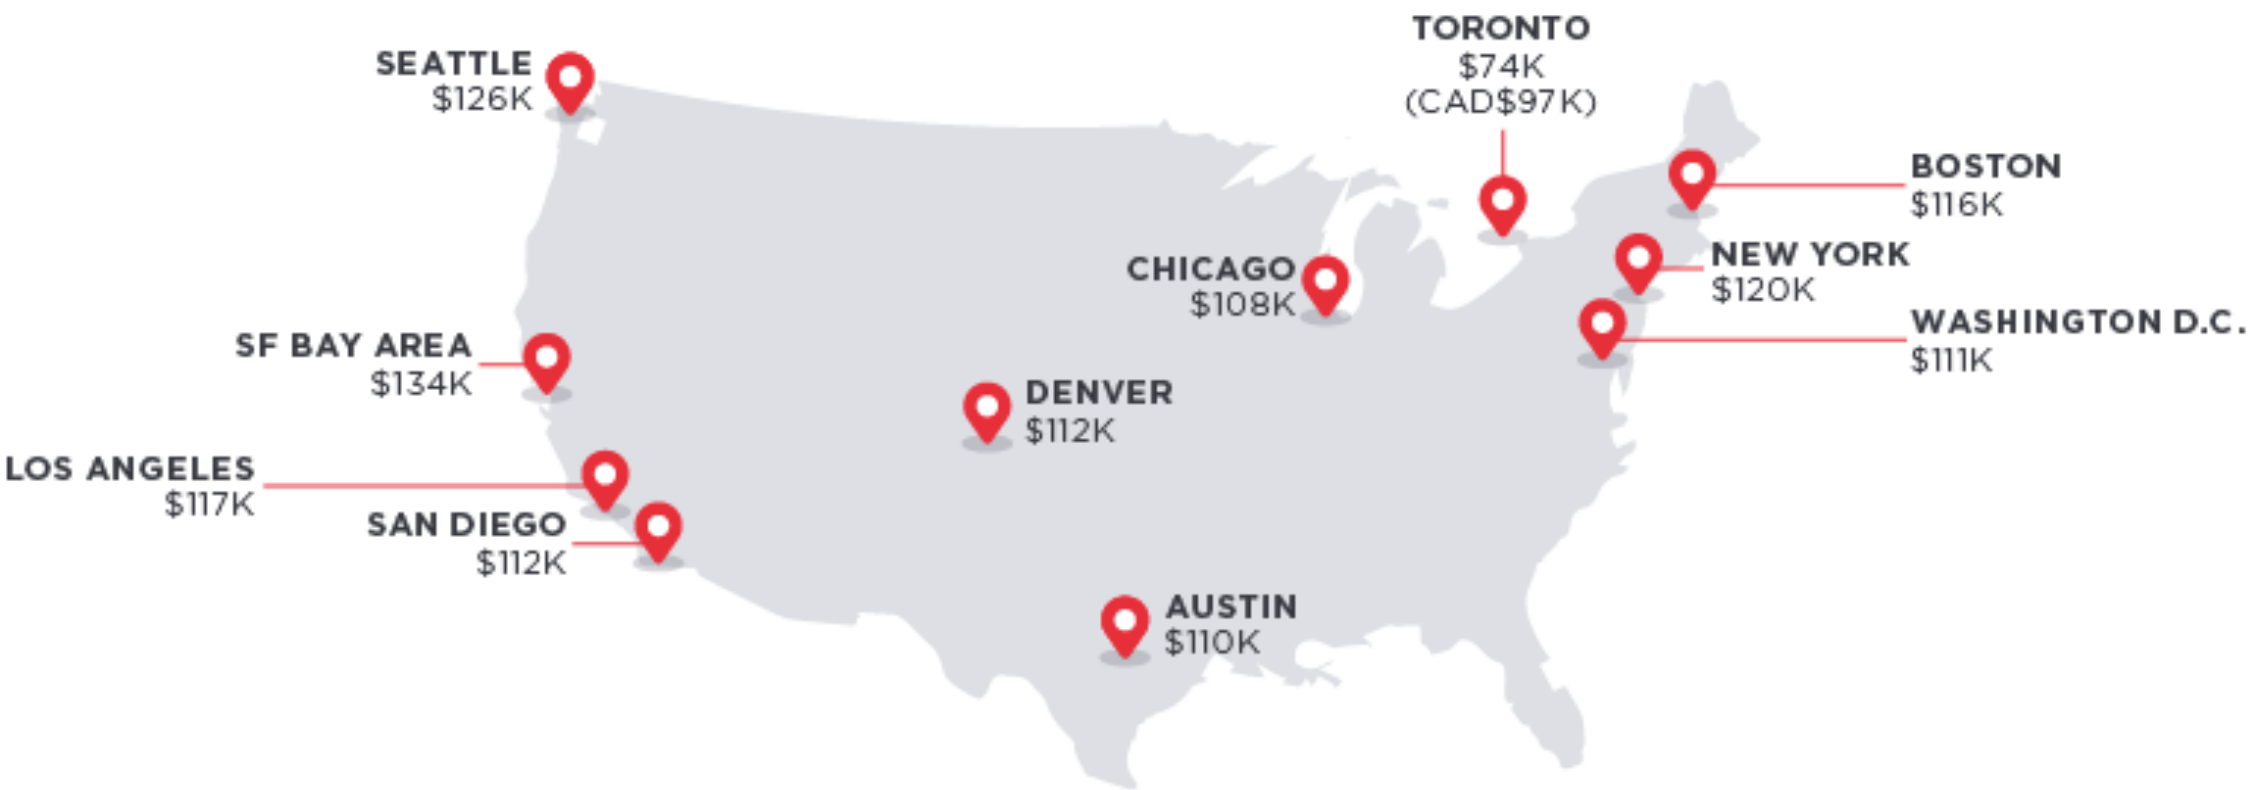 TORONTO
$74K
(CAD$97K)
SEATTLE
$126K
BOSTON
$116K
NEW YORK
$120K
CHICAGO
$108K
WASHINGTON D.C.
$111K
SF BAY AREA
$134K
DENVER
$112K
LOS ANGELES
$117K
SAN DIEGO
$112K
AUSTIN
$110K